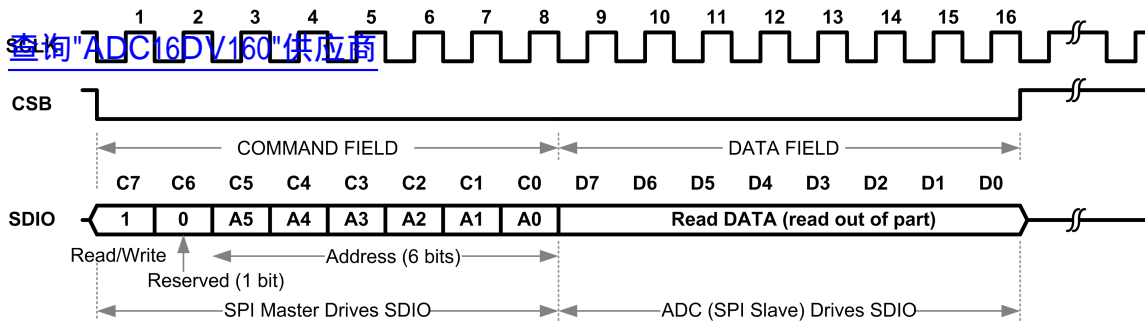 1 2 3 4 5 6 7 8 9 10 11 12 13 14 15 16
SCLK
查询"ADC16DV160"供应商
CSB
COMMAND FIELD DATA FIELD
C7 C6 C5 C4 C3 C2 C1 C0 D7 D6 D5 D4 D3 D2 D1 D0
SDIO 1 0 A5 A4 A3 A2 A1 A0 Read DATA (read out of part)
Read/Write Address (6 bits)
Reserved (1 bit)
SPI Master Drives SDIO ADC (SPI Slave) Drives SDIO